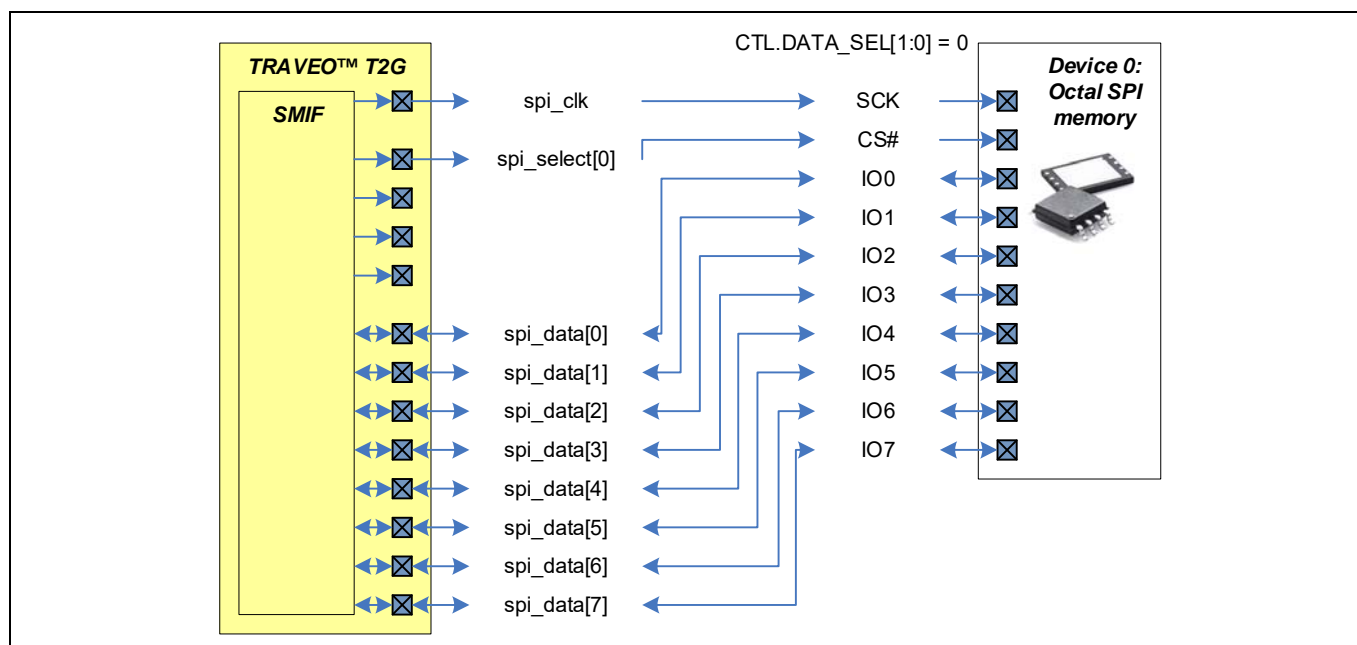 CTL.DATA_SEL[1:0] = 0
TRAVEO™ T2G
SMIF
Device 0:
Octal SPI
memory
spi_clk
SCK
spi_select[0]
CS#
IO0
IO1
IO2
IO3
spi_data[0]
IO4
spi_data[1]
IO5
spi_data[2]
IO6
spi_data[3]
IO7
spi_data[4]
spi_data[5]
spi_data[6]
spi_data[7]